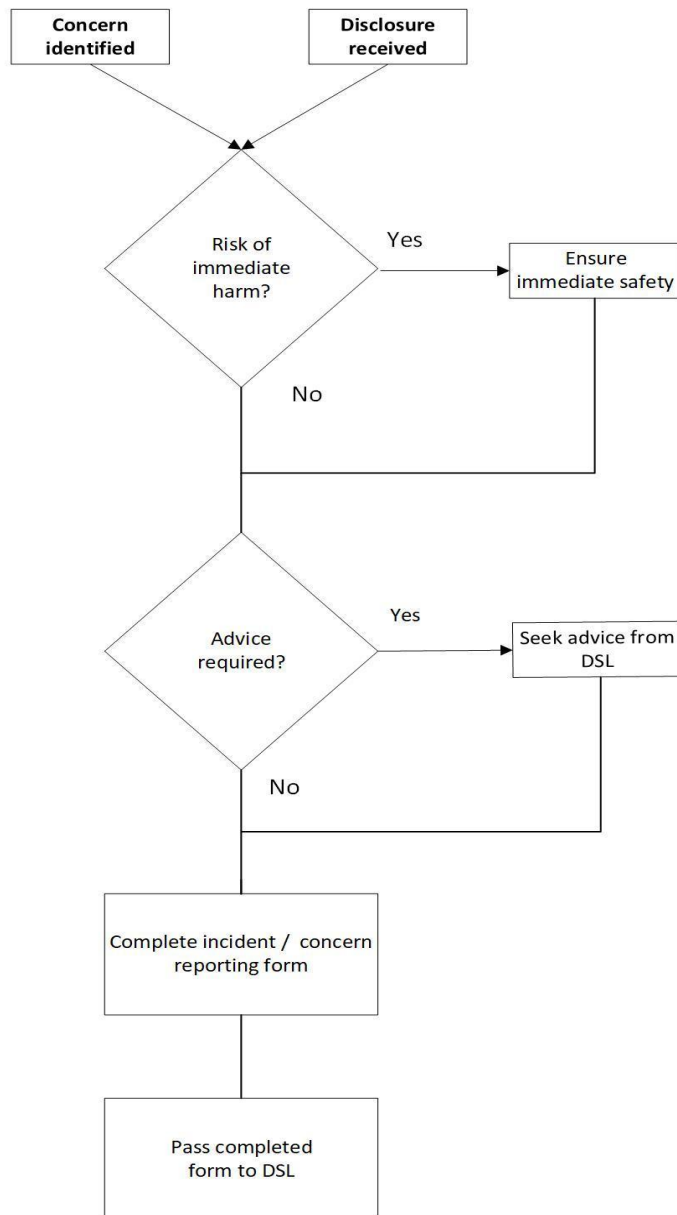 Concern
identified
Disclosure
received
Risk of
immediate
harm?
Yes
Ensure
immediate safety
No
Advice
required?
Yes
Seek advice from
DSL
No
Complete incident / concern
reporting form
Pass completed
form to DSL